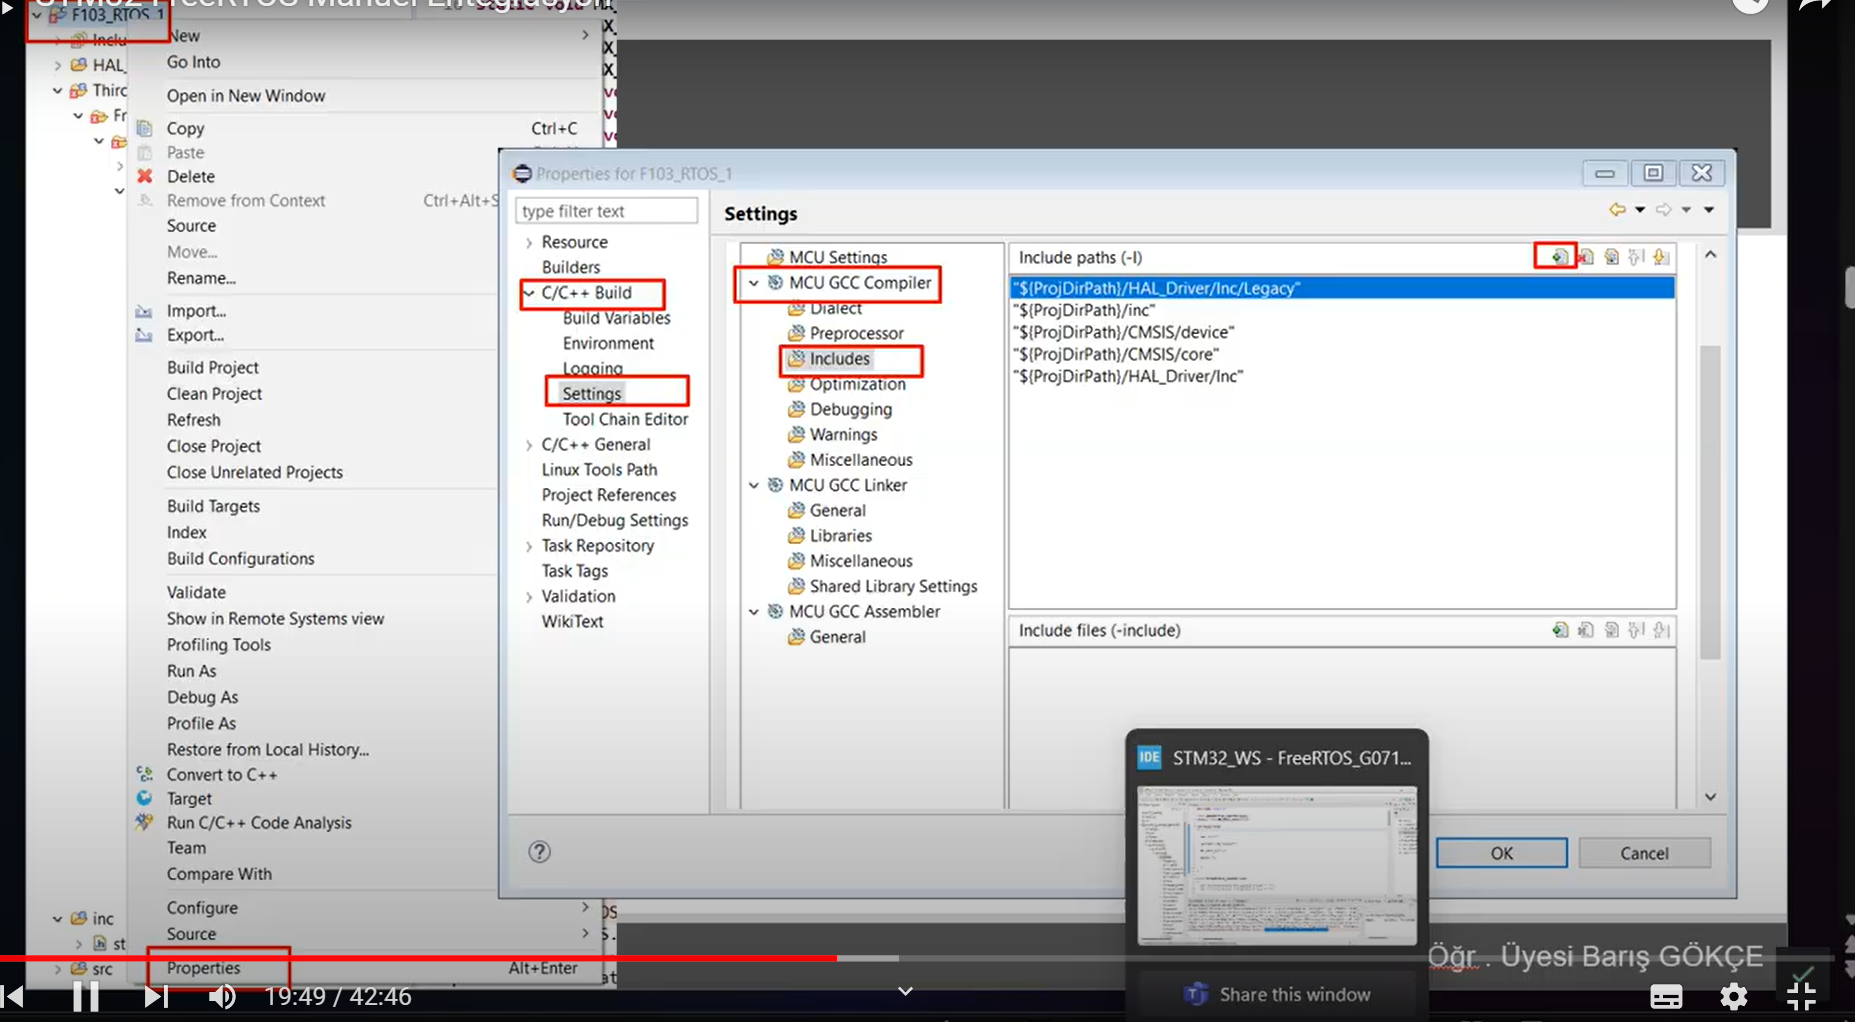 F103_RTOS_1
New
Go Into
HAL_
Open in New Window
Copy Ctrl+C
Paste
Delete
Remove from Context Ctrl+Alt+S
Source
Move...
Rename...
Import...
Export...
Build Project
Clean Project
Refresh
Close Project
Close Unrelated Projects
Build Targets
Index
Build Configurations
Validate
Show in Remote Systems view
Profiling Tools
Run As
Debug As
Profile As
Restore from Local History...
Convert to C++
Target
Run C/C++ Code Analysis
Team
Compare With
Configure
Source
Properties Alt+Enter
inc
st
src
Properties for F103_RTOS_1
type filter text
Resource
Builders
C/C++ Build
Build Variables
Environment
Logging
Settings
Tool Chain Editor
C/C++ General
Linux Tools Path
Project References
Run/Debug Settings
Task Repository
Task Tags
Validation
WikiText
Settings
MCU Settings
MCU GCC Compiler
Dialect
Preprocessor
Includes
Optimization
Debugging
Warnings
Miscellaneous
MCU GCC Linker
General
Libraries
Miscellaneous
Shared Library Settings
MCU GCC Assembler
General
Include paths (-I)
"${ProjDirPath}/HAL_Driver/Inc/Legacy"
"${ProjDirPath}/inc"
"${ProjDirPath}/CMSIS/device"
"${ProjDirPath}/CMSIS/core"
"${ProjDirPath}/HAL_Driver/Inc"
Include files (-include)
OK Cancel
IDE STM32_WS - FreeRTOS_G071...
Share this window
Öğr . Üyesi Barış GÖKÇE
19:49 / 42:46